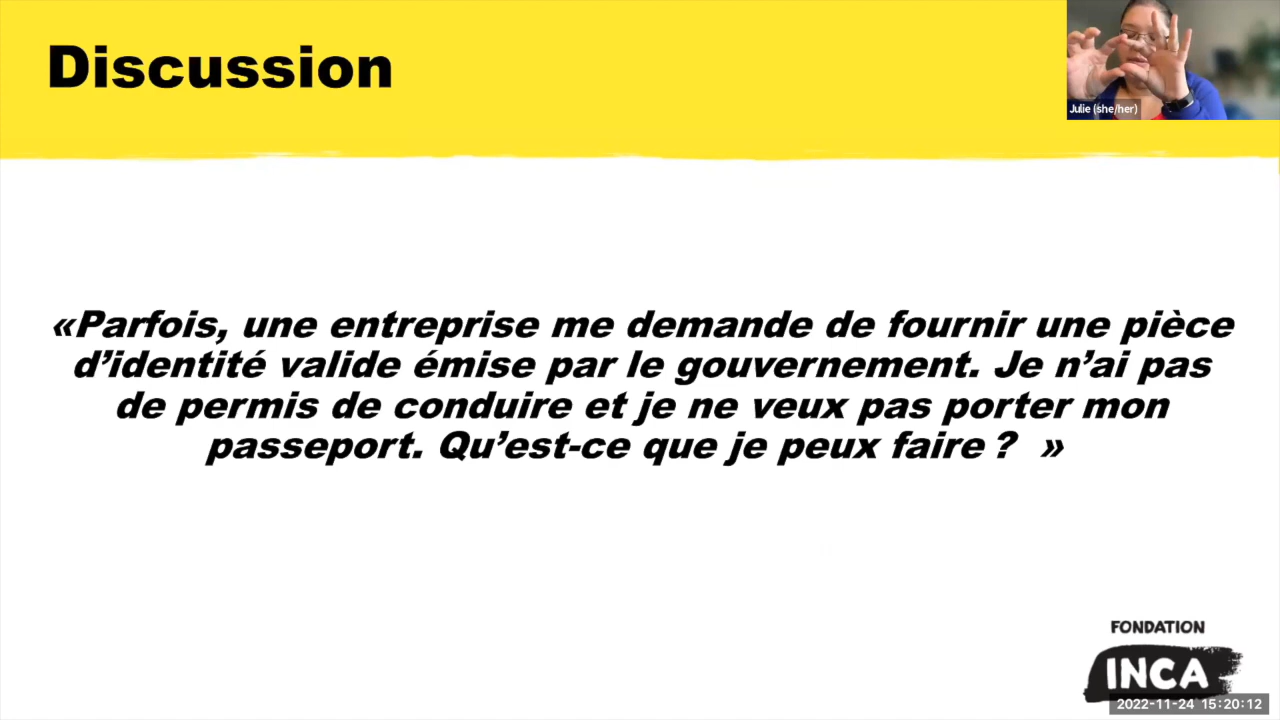 Discussion
Julie (she/her)
«Parfois, une entreprise me demande de fournir une pièce
d’identité valide émise par le gouvernement. Je n’ai pas
de permis de conduire et je ne veux pas porter mon
passeport. Qu’est-ce que je peux faire ?  »
FONDATION
INCA
2022-11-24 15:20:12